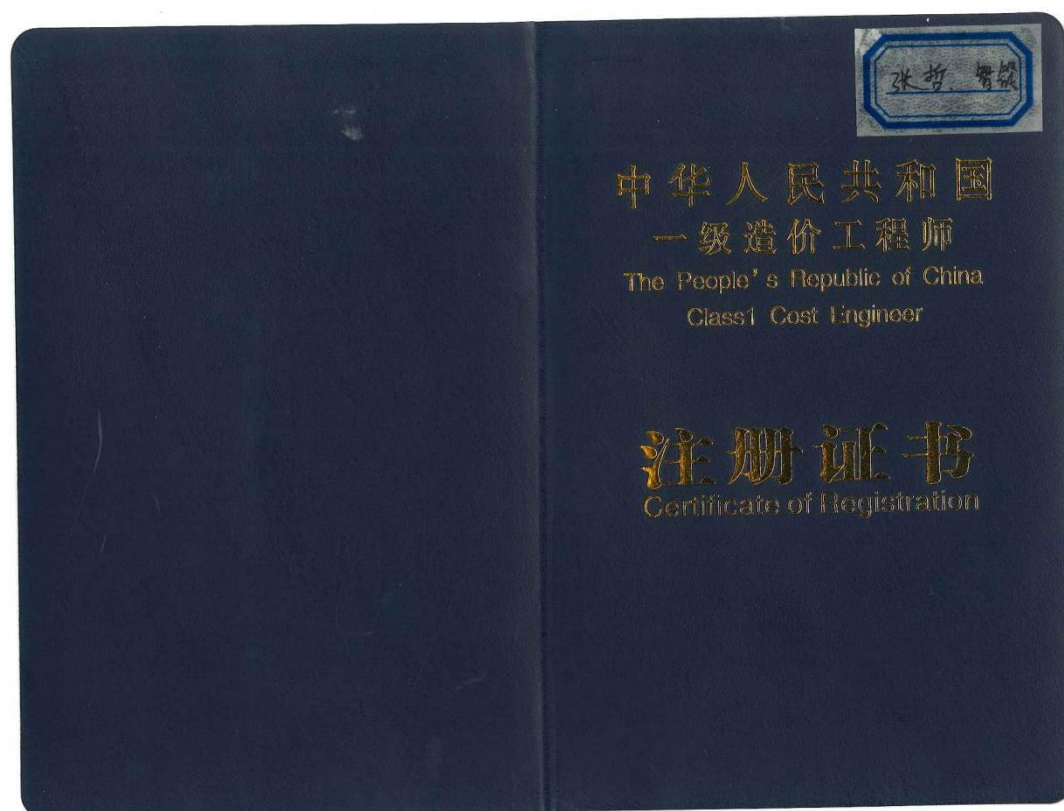 张哲
中华人民共和国
一级造价工程师
The People's Republic of China
Class1 Cost Engineer
注册证书
Certificate of Registration